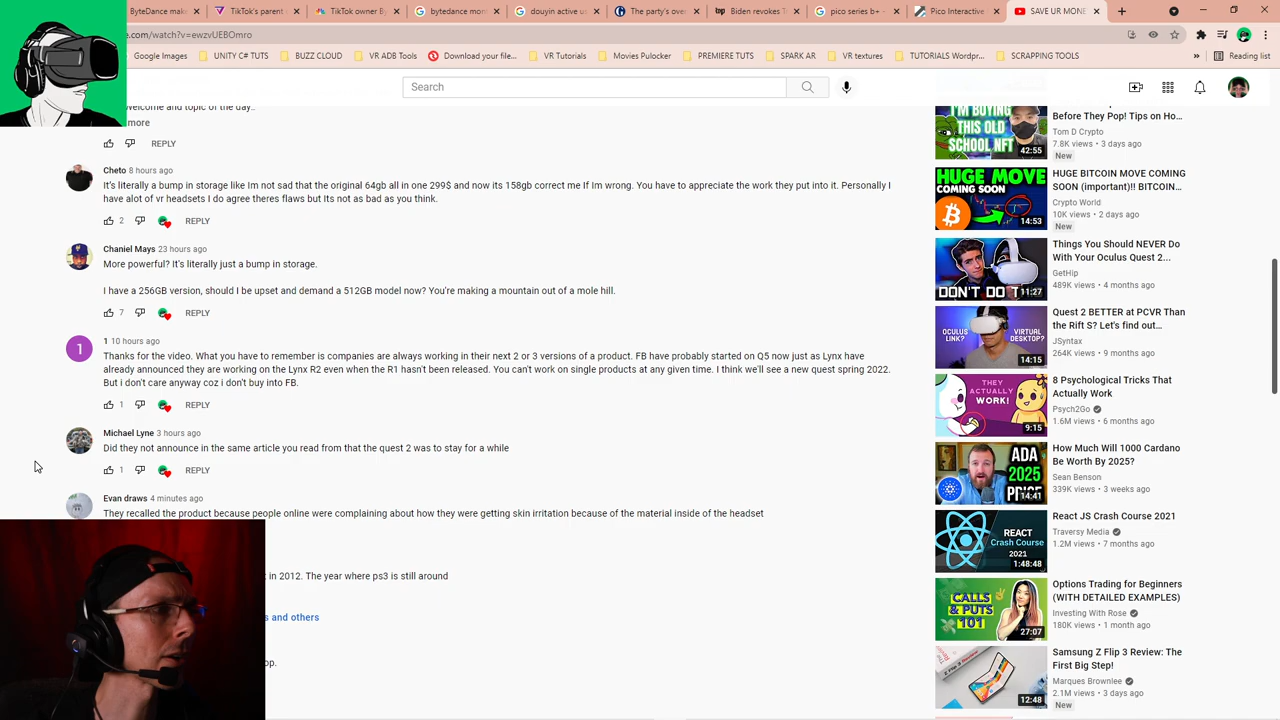 ByteDance make
TikTok's parent
TikTok owner By
bytedance mone
douyin active us
The party's over
Biden revokes T
pico series b+ -
Pico Interactiv
SAVE UR MONE
e.com/watch?v=ewzvUEBOmro
Google Images
UNITY C# TUTS
BUZZ CLOUD
VR ADB Tools
Download your file...
VR Tutorials
Movies Pulocker
PREMIERE TUTS
SPARK AR
VR textures
TUTORIALS Wordpr...
SCRAPPING TOOLS
Reading list
Search
welcome and topic of the day..
more
REPLY
Cheto 8 hours ago
It's literally a bump in storage like im not sad that the original 64gb all in one 299$ and now its 158gb orrect me If Im wrong. You have to appreciate the work they put into it. Personally I
have alot of vr headsets I do agree theres flaws but Its not as bad as you think.
2
REPLY
Chaniel Mays 23 hours ago
More powerful? It's literally just a bump in storage.
I have a 256GB version, should I be upset and demand a 512GB model now? You're making a mountain out of a mole hill.
7
REPLY
1
1 10 hours ago
Thanks for the video. What you have to remember is companies are always working in their next 2 or 3 versions of a product. FB have probably started on Q5 now just as Lynx have
already announced they are working on the Lynx R2 even when the R1 hasn't been released. You can't work on single products at any given time. I think we'll see a new quest spring 2022.
But i don't care anyway coz i don't buy into FB.
1
REPLY
Michael Lyne 3 hours ago
Did they not announce in the same article you read from that the quest 2 was to stay for a while
1
REPLY
Evan draws 4 minutes ago
They recalled the product because people online were complaining about how they were getting skin irritation because of the material inside of the headset
in 2012. The year where ps3 is still around
s and others
op.
I'M BUYING
THIS OLD
SCHOOL NFT
42:55
Before They Pop! Tips on Ho...
Tom D Crypto
7.8K views • 3 days ago
New
HUGE MOVE
COMING SOON
14:53
HUGE BITCOIN MOVE COMING
SOON (important)!! BITCOIN...
Crypto World
10K views • 2 days ago
New
DON'T DO T
11:27
Things You Should NEVER Do
With Your Oculus Quest 2...
GetHip
489K views • 4 months ago
OCULUS
LINK?
VIRTUAL
DESKTOP?
14:15
Quest 2 BETTER at PCVR Than
the Rift S? Let's find out...
JSyntax
264K views • 9 months ago
THEY
ACTUALLY
WORK!
9:15
8 Psychological Tricks That
Actually Work
Psych2Go
1.6M views • 6 months ago
ADA
2025
PRICE
14:41
How Much Will 1000 Cardano
Be Worth By 2025?
Sean Benson
339K views • 3 weeks ago
REACT
Crash Course
2021
1:48:48
React JS Crash Course 2021
Traversy Media
1.2M views • 7 months ago
CALLS
& PUTS
101
27:07
Options Trading for Beginners
(WITH DETAILED EXAMPLES)
Investing With Rose
180K views • 1 month ago
12:48
Samsung Z Flip 3 Review: The
First Big Step!
Marques Brownlee
2.1M views • 3 days ago
New